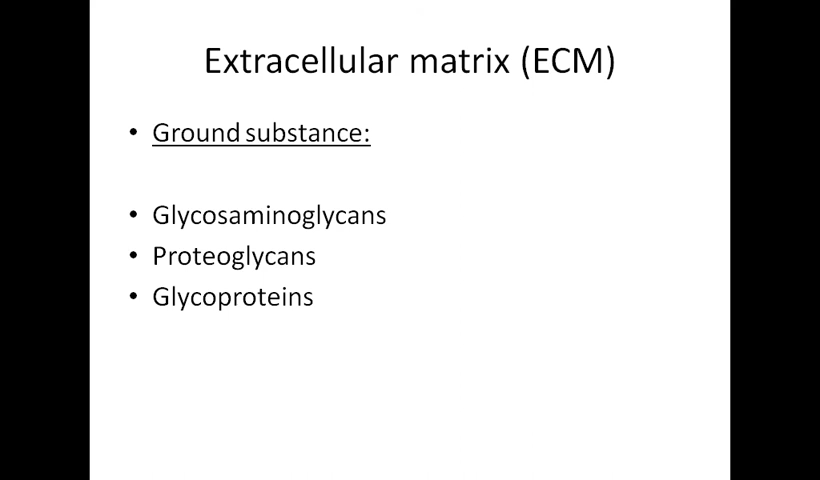 Extracellular matrix (ECM)
• Ground substance:
• Glycosaminoglycans
• Proteoglycans
• Glycoproteins